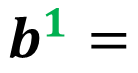 b¹ =